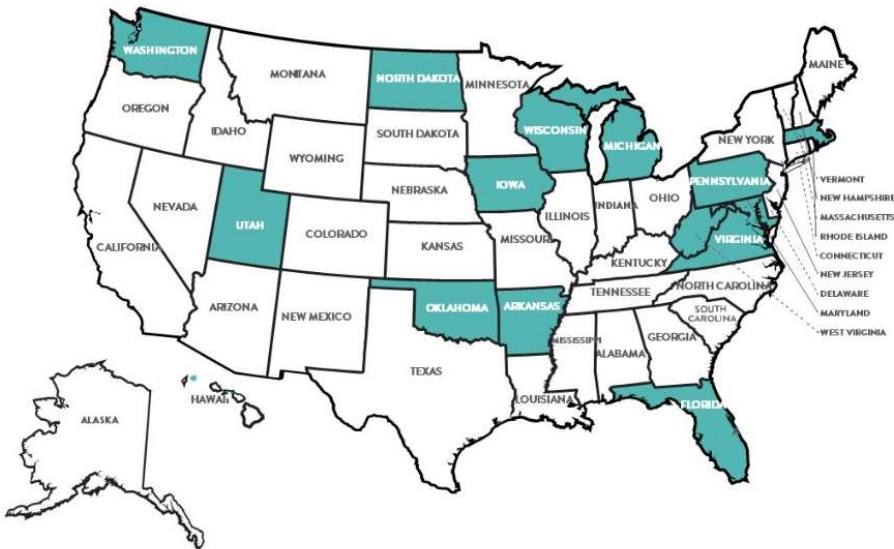 WASHINGTON
MONTANA
NORTH DAKOTA
MINNESOTA
MAINE
OREGON
IDAHO
SOUTH DAKOTA
WISCONSIN
MICHIGAN
NEW YORK
WYOMING
PENNSYLVANIA
VERMONT
NEW HAMPSHIRE
MASSACHUSETTS
RHODE ISLAND
CONNECTICUT
NEW JERSEY
DELAWARE
MARYLAND
WEST VIRGINIA
NEBRASKA
IOWA
NEVADA
UTAH
COLORADO
ILLINOIS
INDIANA
OHIO
CALIFORNIA
KANSAS
MISSOURI
KENTUCKY
VIRGINIA
ARIZONA
NEW MEXICO
OKLAHOMA
ARKANSAS
TENNESSEE
NORTH CAROLINA
SOUTH
CAROLINA
MISSISSIPPI
ALABAMA
GEORGIA
TEXAS
LOUISIANA
FLORIDA
ALASKA
HAWAII